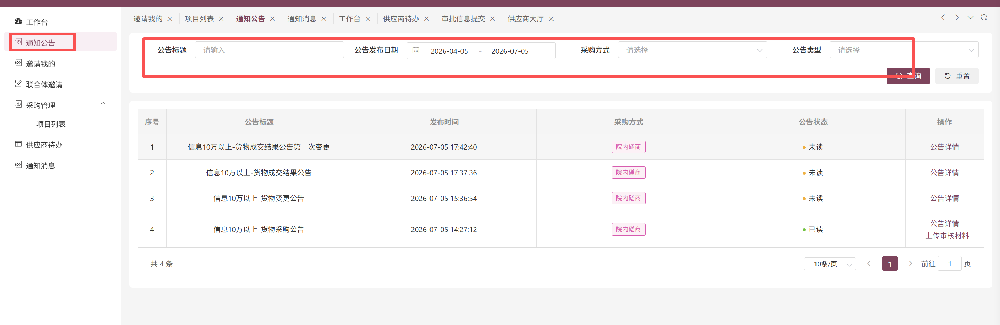 工作台
通知公告
邀请我的
联合体邀请
采购管理
项目列表
供应商待办
通知消息
邀请我的 项目列表 通知公告 通知消息 工作台 供应商待办 审批信息提交 供应商大厅
公告标题 请输入 公告发布日期 2026-04-05 - 2026-07-05 采购方式 请选择 公告类型 请选择
查询 重置
序号 公告标题 发布时间 采购方式 公告状态 操作
1 信息10万以上-货物成交结果公告第一次变更 2026-07-05 17:42:40 院内磋商 未读 公告详情
2 信息10万以上-货物成交结果公告 2026-07-05 17:37:36 院内磋商 未读 公告详情
3 信息10万以上-货物变更公告 2026-07-05 15:36:54 院内磋商 未读 公告详情
4 信息10万以上-货物采购公告 2026-07-05 14:27:12 院内磋商 已读 公告详情
上传审核材料
共 4 条 10条/页 1 前往 1 页